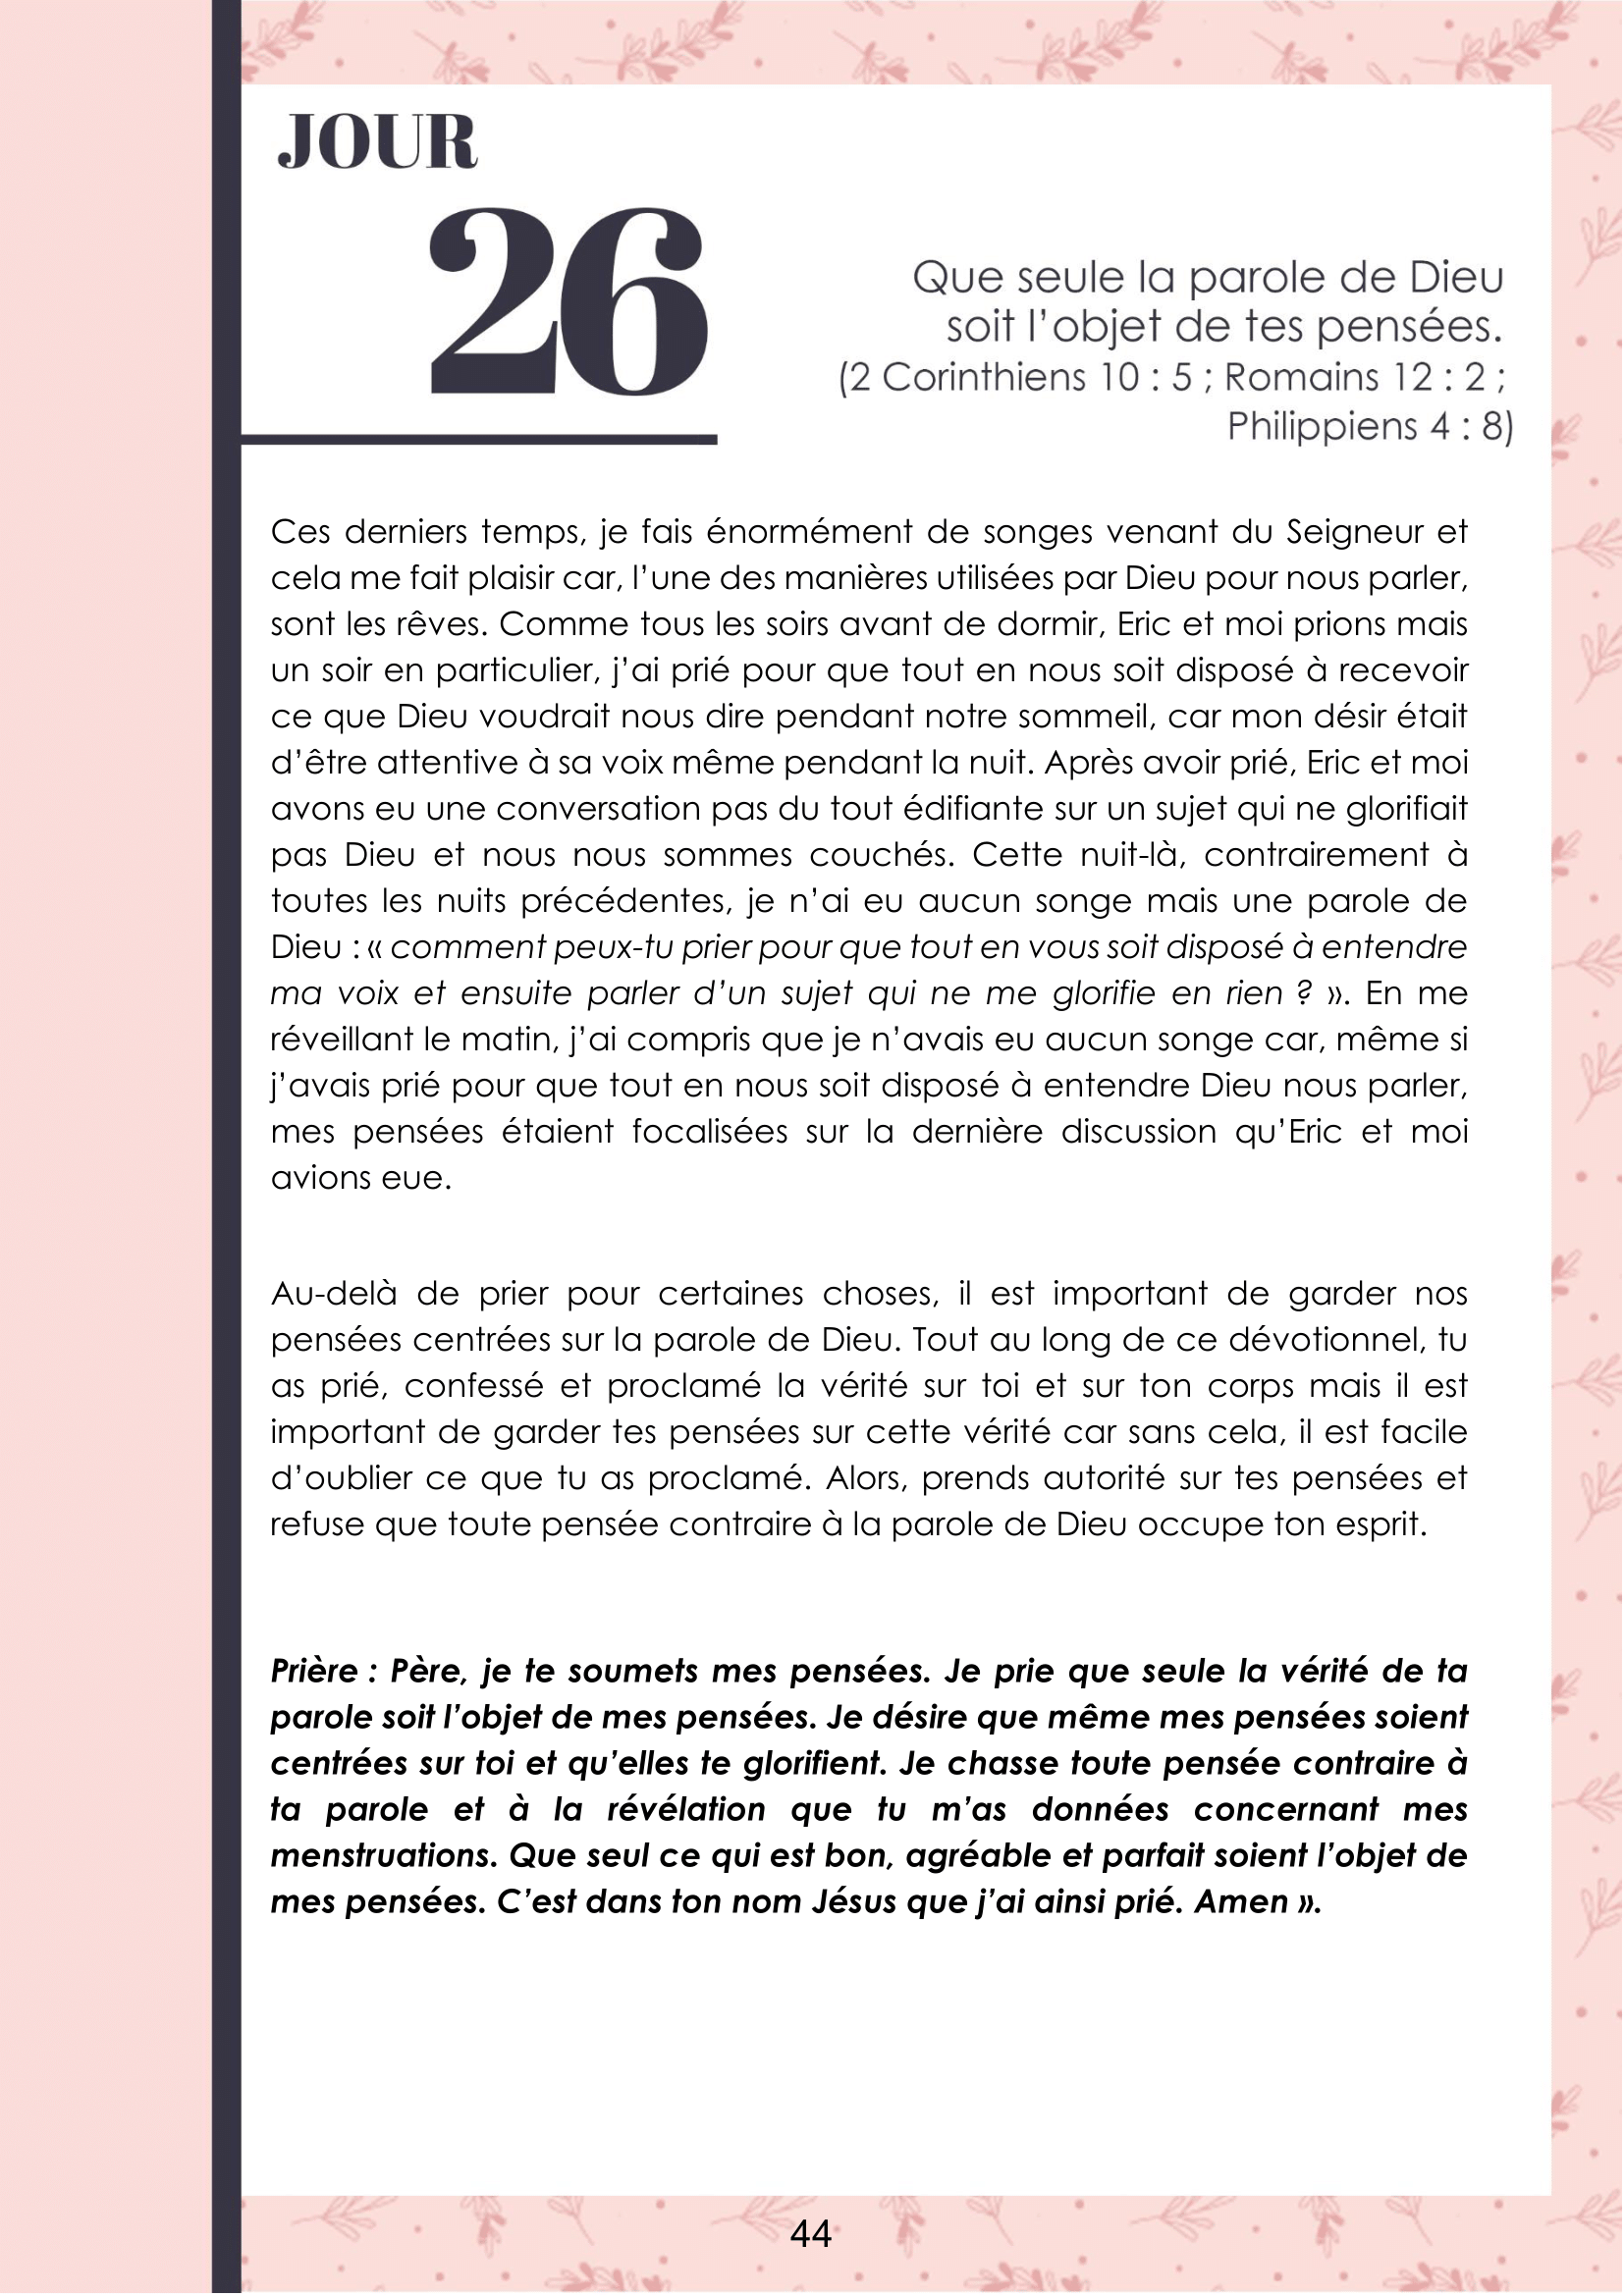 JOUR
26
Que seule la parole de Dieu
soit l’objet de tes pensées.
(2 Corinthiens 10 : 5 ; Romains 12 : 2 ;
Philippiens 4 : 8)
Ces derniers temps, je fais énormément de songes venant du Seigneur et
cela me fait plaisir car, l’une des manières utilisées par Dieu pour nous parler,
sont les rêves. Comme tous les soirs avant de dormir, Eric et moi prions mais
un soir en particulier, j’ai prié pour que tout en nous soit disposé à recevoir
ce que Dieu voudrait nous dire pendant notre sommeil, car mon désir était
d’être attentive à sa voix même pendant la nuit. Après avoir prié, Eric et moi
avons eu une conversation pas du tout édifiante sur un sujet qui ne glorifiait
pas Dieu et nous nous sommes couchés. Cette nuit-là, contrairement à
toutes les nuits précédentes, je n’ai eu aucun songe mais une parole de
Dieu : « comment peux-tu prier pour que tout en vous soit disposé à entendre
ma voix et ensuite parler d’un sujet qui ne me glorifie en rien ? ». En me
réveillant le matin, j’ai compris que je n’avais eu aucun songe car, même si
j’avais prié pour que tout en nous soit disposé à entendre Dieu nous parler,
mes pensées étaient focalisées sur la dernière discussion qu’Eric et moi
avions eue.
Au-delà de prier pour certaines choses, il est important de garder nos
pensées centrées sur la parole de Dieu. Tout au long de ce dévotionnel, tu
as prié, confessé et proclamé la vérité sur toi et sur ton corps mais il est
important de garder tes pensées sur cette vérité car sans cela, il est facile
d’oublier ce que tu as proclamé. Alors, prends autorité sur tes pensées et
refuse que toute pensée contraire à la parole de Dieu occupe ton esprit.
Prière : Père, je te soumets mes pensées. Je prie que seule la vérité de ta
parole soit l’objet de mes pensées. Je désire que même mes pensées soient
centrées sur toi et qu’elles te glorifient. Je chasse toute pensée contraire à
ta parole et à la révélation que tu m’as données concernant mes
menstruations. Que seul ce qui est bon, agréable et parfait soient l’objet de
mes pensées. C’est dans ton nom Jésus que j’ai ainsi prié. Amen ».
44